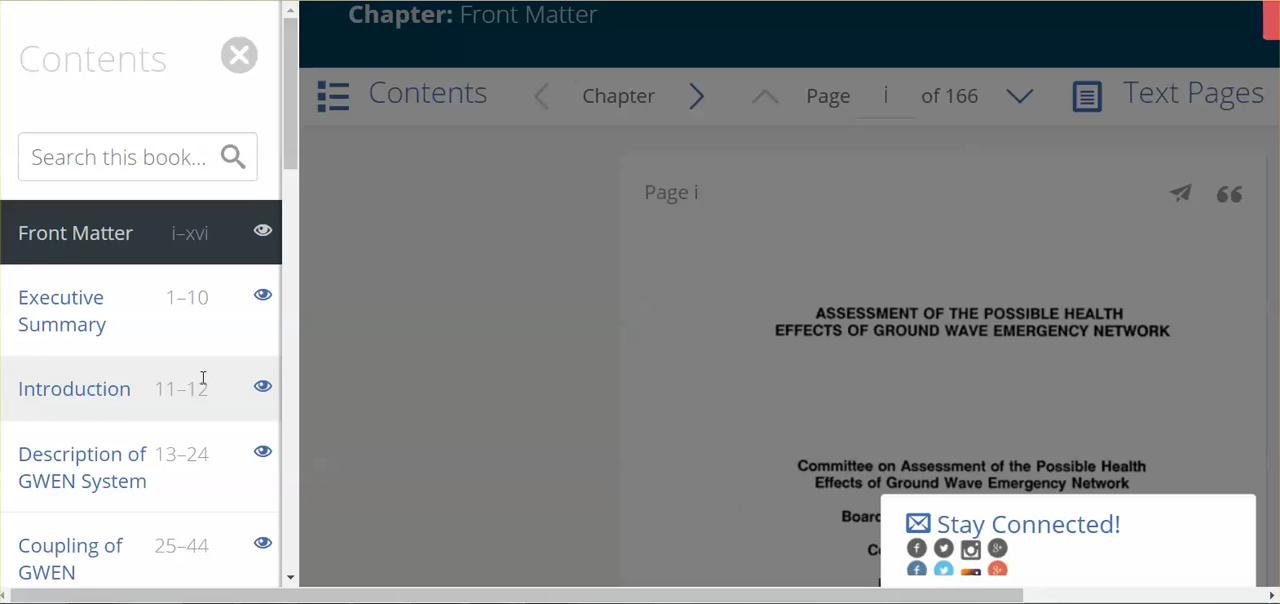 Contents
Search this book...
Front Matter i–xvi
Executive 1–10
Summary
Introduction 11–12
Description of 13–24
GWEN System
Coupling of 25–44
GWEN
Chapter: Front Matter
Contents Chapter Page i of 166 Text Pages
Page i
ASSESSMENT OF THE POSSIBLE HEALTH
EFFECTS OF GROUND WAVE EMERGENCY NETWORK
Committee on Assessment of the Possible Health
Effects of Ground Wave Emergency Network
Stay Connected!